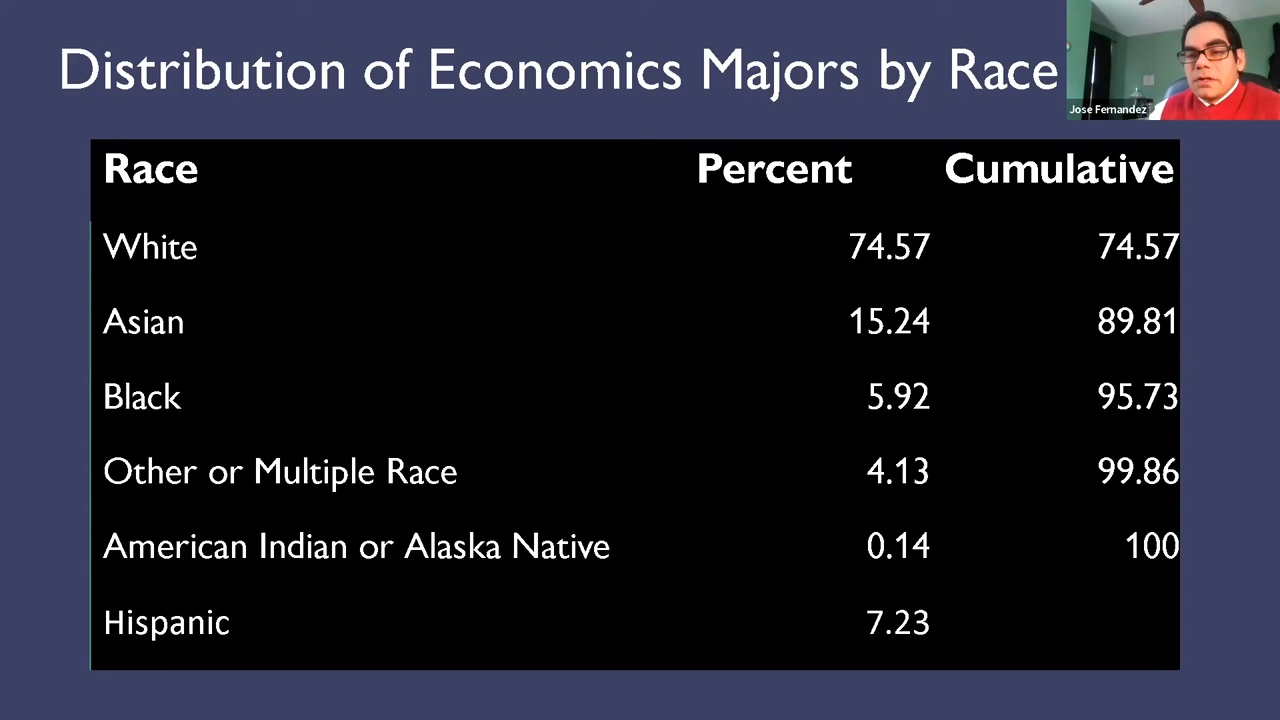 Distribution of Economics Majors by Race
Jose Fernandez
Race Percent Cumulative
White 74.57 74.57
Asian 15.24 89.81
Black 5.92 95.73
Other or Multiple Race 4.13 99.86
American Indian or Alaska Native 0.14 100
Hispanic 7.23